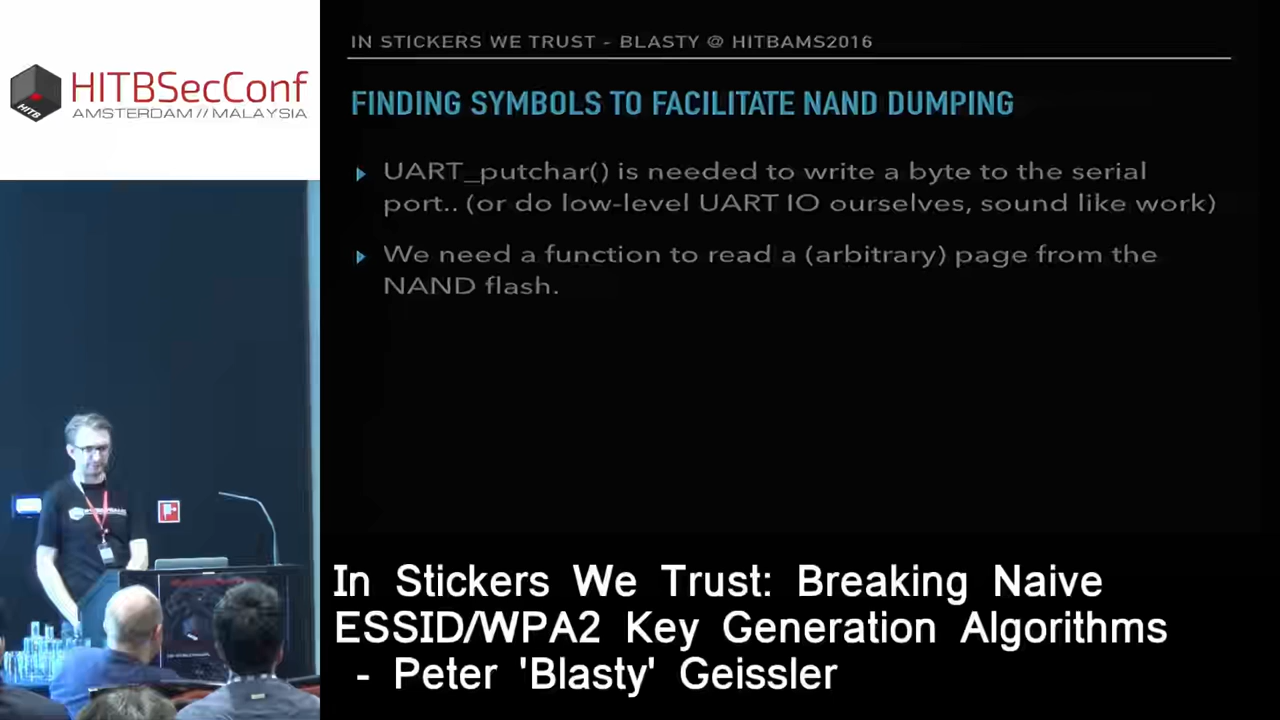 HITBSecConf
AMSTERDAM // MALAYSIA
HITB
IN STICKERS WE TRUST - BLASTY @ HITBAMS2016
FINDING SYMBOLS TO FACILITATE NAND DUMPING
UART_putchar() is needed to write a byte to the serial
port.. (or do low-level UART IO ourselves, sound like work)
We need a function to read a (arbitrary) page from the
NAND flash.
In Stickers We Trust: Breaking Naive
ESSID/WPA2 Key Generation Algorithms
- Peter 'Blasty' Geissler